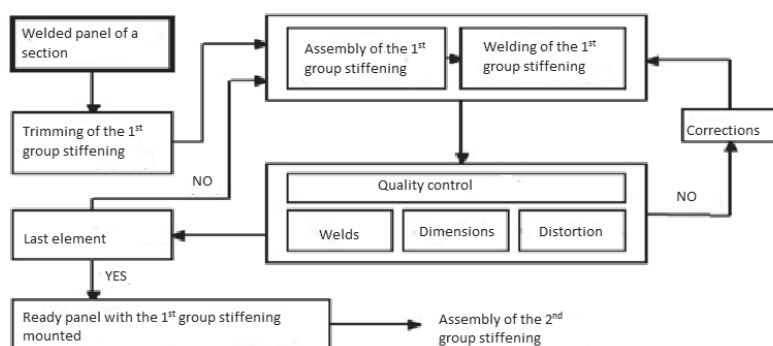 Welded panel of a
section
Assembly of the 1st
group stiffening
Welding of the 1st
group stiffening
Trimming of the 1st
group stiffening
Corrections
NO
Quality control
NO
Welds
Dimensions
Distortion
Last element
YES
Ready panel with the 1st group stiffening
mounted
Assembly of the 2nd
group stiffening